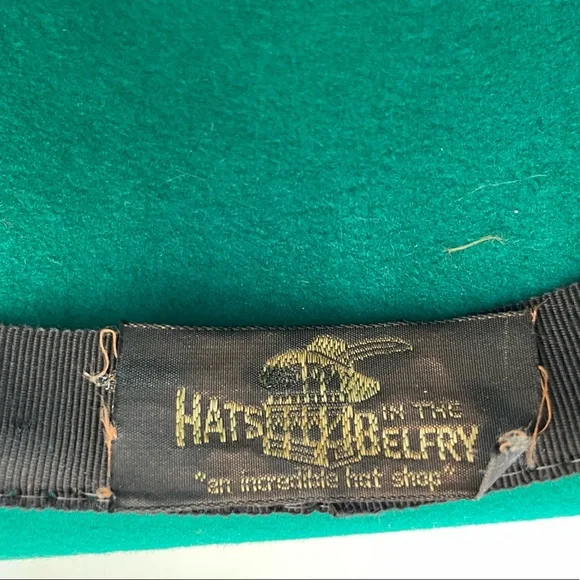 HATS IN THE BELFRY
"an incredible hat shop"